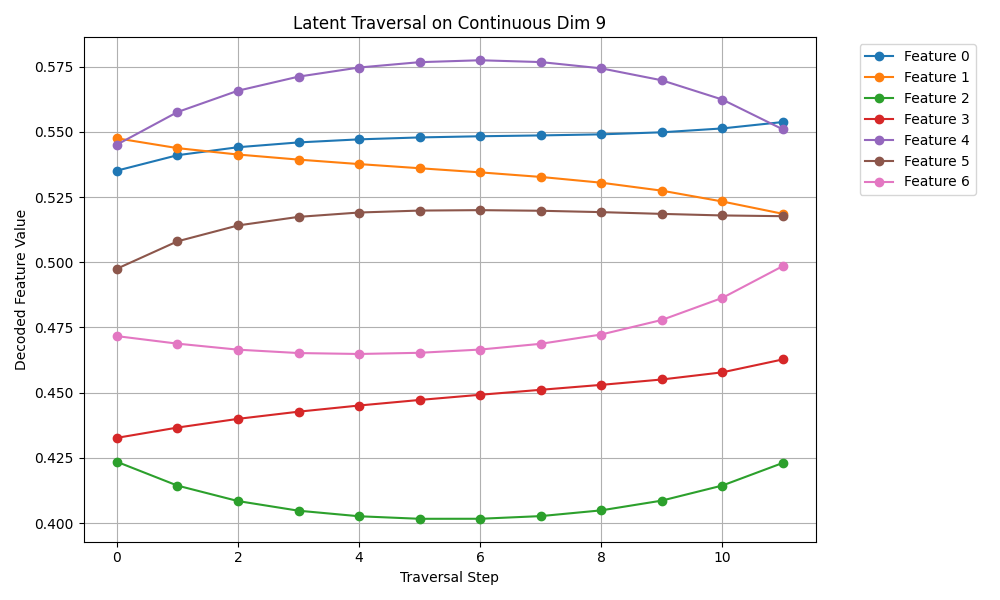 Latent Traversal on Continuous Dim 9
Feature 0
Feature 1
Feature 2
Feature 3
Feature 4
Feature 5
Feature 6
Decoded Feature Value
0.575
0.550
0.525
0.500
0.475
0.450
0.425
0.400
0 2 4 6 8 10
Traversal Step